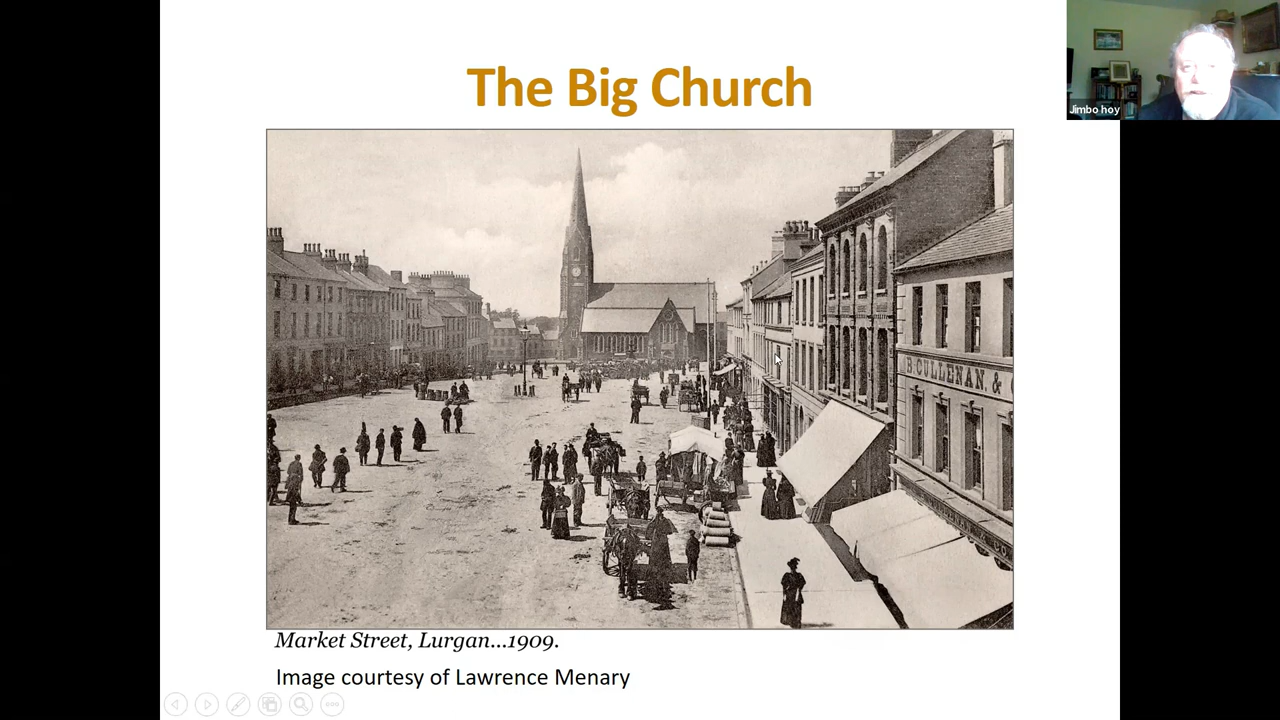 The Big Church
Jimbo hoy
B. CULLENAN, &
Market Street, Lurgan...1909.
Image courtesy of Lawrence Menary